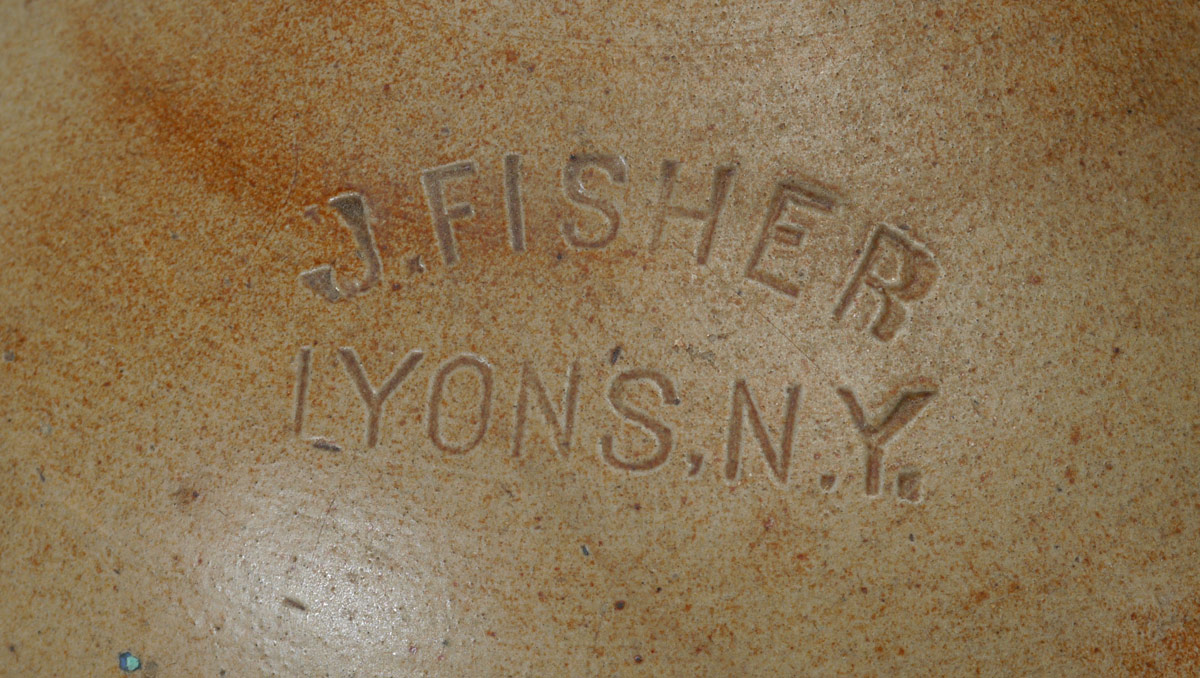 J. FISHER
LYONS, N.Y.